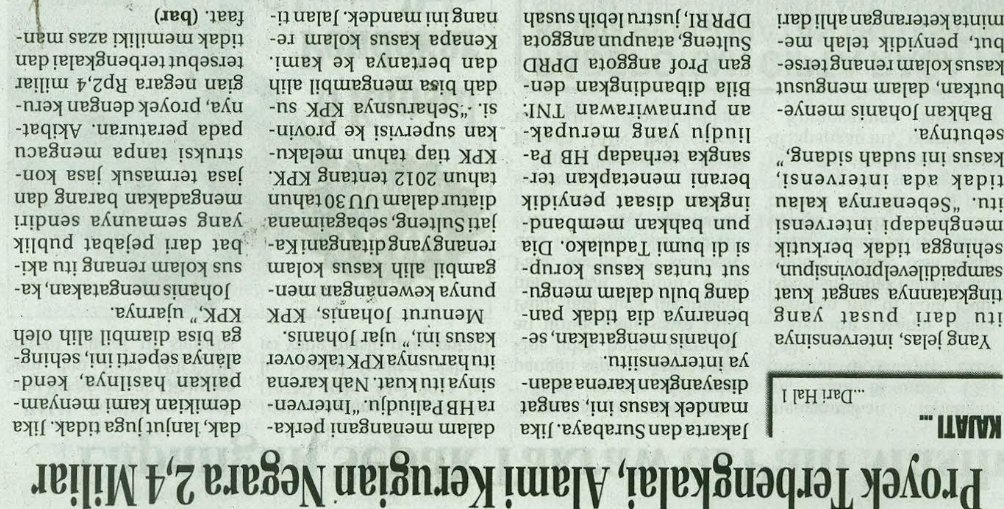 Proyek Terbengkalai, Alami Kerugian Negara 2,4 Miliar
KAJATI ...
...Dari Hal 1
Yang jelas, intervensinya
itu dari pusat yang
tingkatannya sangat kuat
sampai dilevel provinsipun,
sehingga tidak berkutik
menghadapi intervensi
itu. "Sebenarnya kalau
tidak ada intervensi,
kasus ini sudah sidang,"
sebutnya.
Bahkan Johanis menye-
butkan, dalam mengusut
kasus kolam renang terse-
but, penyidik telah me-
minta keterangan ahli dari
Jakarta dan Surabaya. Jika
mandek kasus ini, sangat
disayangkan karena adan-
ya intervensi itu.
Johanis mengatakan, se-
benarnya dia tidak pan-
dang bulu dalam mengu-
sut tuntas kasus korup-
si di bumi Tadulako. Dia
pun bahkan memband-
ingkan disaat penyidik
berani menetapkan ter-
sangka terhadap HB Pa-
liudju yang merupak-
an purnawirawan TNI.
Bila dibandingkan den-
gan Prof anggota DPRD
Sulteng, ataupun anggota
DPR RI, justru lebih susah
dalam menangani perka-
ra HB Paliudju. "Interven-
sinya itu kuat. Nah karena
itu harusnya KPK take over
kasus ini," ujar Johanis.
Menurut Johanis, KPK
punya kewenangan men-
gambil alih kasus kolam
renang yang ditangani Ka-
jati Sulteng, sebagaimana
diatur dalam UU 30 tahun
tahun 2012 tentang KPK.
KPK tiap tahun melaku-
kan supervisi ke provin-
si. "Seharusnya KPK su-
dah bisa mengambil alih
dan bertanya ke kami.
Kenapa kasus kolam re-
nang ini mandek. Jalan ti-
dak, lanjut juga tidak. Jika
demikian kami menyam-
paikan hasilnya, kend-
alanya seperti ini, sehing-
ga bisa diambil alih oleh
KPK," ujarnya.
Johanis mengatakan, ka-
sus kolam renang itu aki-
bat dari pejabat publik
yang semaunya sendiri
mengadakan barang dan
jasa termasuk jasa kon-
struksi tanpa mengacu
pada peraturan. Akibat-
nya, proyek dengan keru-
gian negara Rp2,4 miliar
tersebut terbengkalai dan
tidak memiliki azas man-
faat. (bar)